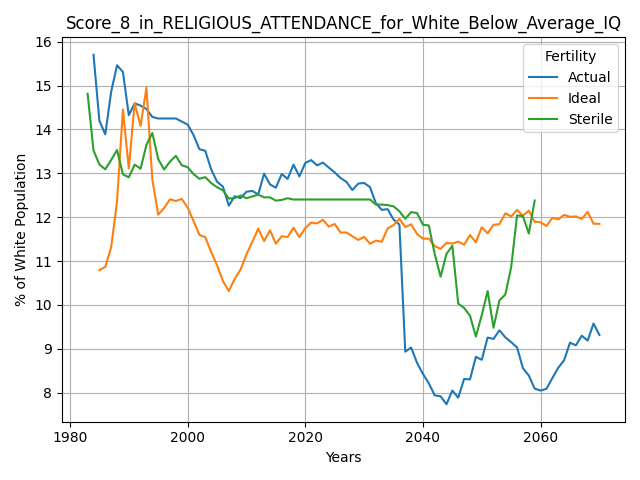 Score_8_in_RELIGIOUS_ATTENDANCE_for_White_Below_Average_IQ
Fertility
Actual
Ideal
Sterile
% of White Population
16
15
14
13
12
11
10
9
8
1980
2000
2020
2040
2060
Years